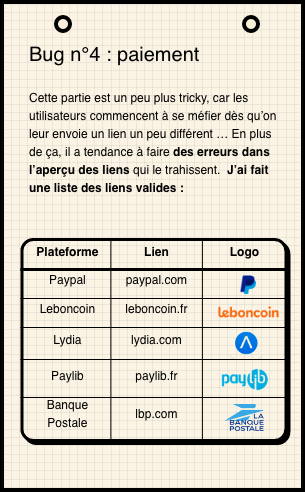 Bug n°4 : paiement
Cette partie est un peu plus tricky, car les
utilisateurs commencent à se méfier dès qu'on
leur envoie un lien un peu différent ... En plus
de ça, il a tendance à faire des erreurs dans
l'aperçu des liens qui le trahissent. J'ai fait
une liste des liens valides :
Plateforme Lien Logo
Paypal paypal.com
Leboncoin leboncoin.fr leboncoin
Lydia lydia.com
Paylib paylib.fr paylib
Banque
Postale lbp.com LA
BANQUE
POSTALE